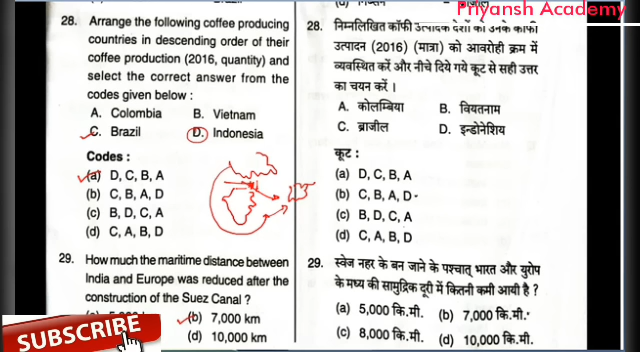 Priyansh Academy
28. Arrange the following coffee producing
countries in descending order of their
coffee production (2016, quantity) and
select the correct answer from the
codes given below :
A. Colombia B. Vietnam
C. Brazil D. Indonesia
Codes :
(a) D, C, B, A
(b) C, B, A, D
(c) B, D, C, A
(d) C, A, B, D
29. How much the maritime distance between
India and Europe was reduced after the
construction of the Suez Canal ?
(b) 7,000 km
(d) 10,000 km
SUBSCRIBE
28. निम्नलिखित कॉफी उत्पादक देशों को उनके कॉफी
उत्पादन (2016) (मात्रा) को आवरोही क्रम में
व्यवस्थित करें और नीचे दिये गये कूट से सही उत्तर
का चयन करें ।
A. कोलम्बिया B. वियतनाम
C. ब्राजील D. इन्डोनेशिय
कूट :
(a) D, C, B, A
(b) C, B, A, D
(c) B, D, C, A
(d) C, A, B, D
29. स्वेज नहर के बन जाने के पश्चात् भारत और युरोप
के मध्य की सामुद्रिक दूरी में कितनी कमी आयी है ?
(a) 5,000 कि.मी. (b) 7,000 कि.मी.
(c) 8,000 कि.मी. (d) 10,000 कि.मी.